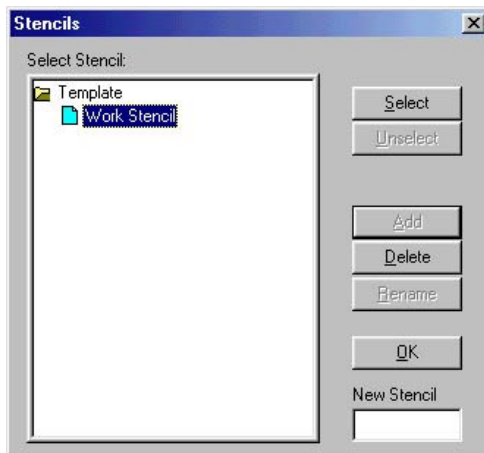 Stencils
Select Stencil:
Template
Work Stencil
Select
Unselect
Add
Delete
Rename
OK
New Stencil